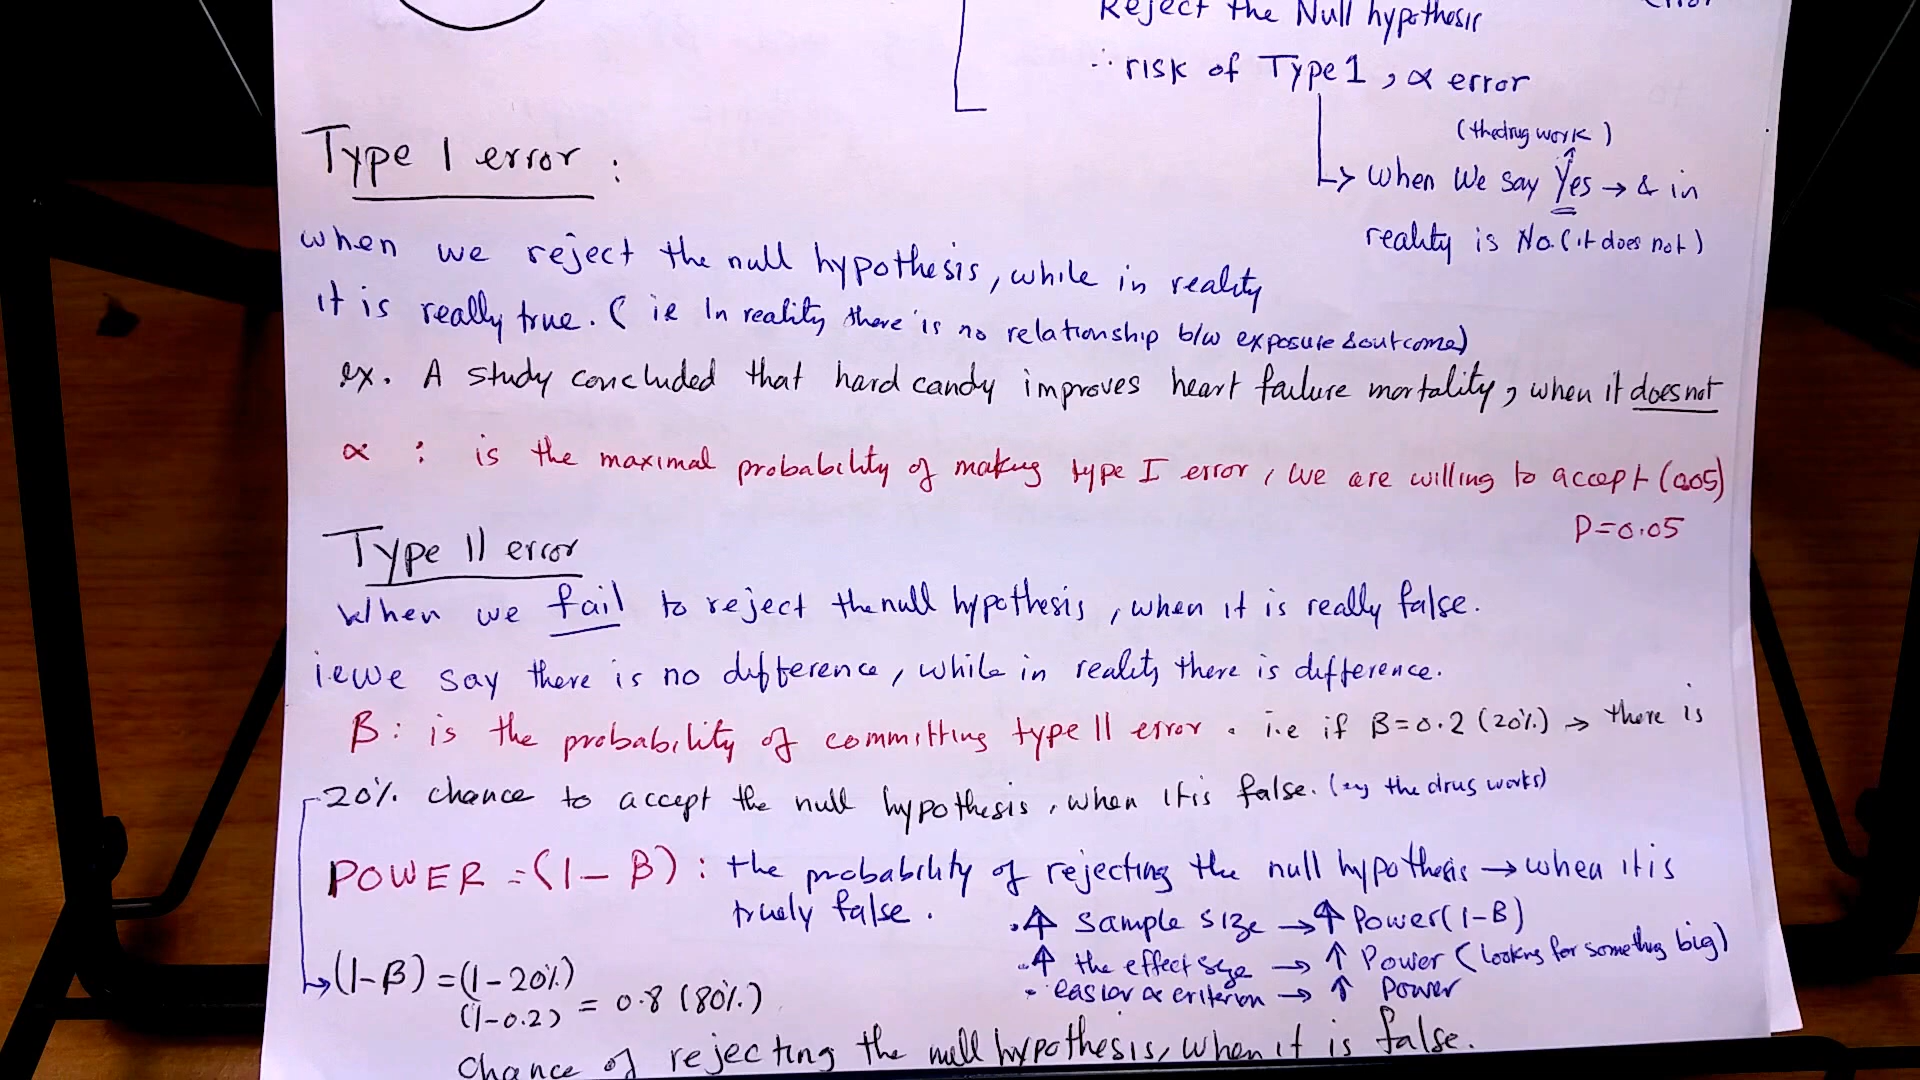 Reject the Null hypothesis
error
∴ risk of Type 1, α error
(the drug work)
↳ when we say Yes → & in
reality is No. (it does not)
Type I error :
when we reject the null hypothesis, while in reality
it is really true. (ie In reality there is no relationship b/w exposure & outcome)
ex. A study concluded that hard candy improves heart failure mortality, when it does not
α : is the maximal probability of making type I error, we are willing to accept (0.05)
P=0.05
Type II error
When we fail to reject the null hypothesis, when it is really false.
ie we say there is no difference, while in reality there is difference.
B: is the probability of committing type II error. i.e if B=0.2 (20%) → there is
20% chance to accept the null hypothesis, when it is false. (eg the drug works)
POWER = (1-β) : the probability of rejecting the null hypothesis → when it is
truely false.
. ↑ sample size → ↑ Power (1-B)
. ↑ the effect size → ↑ Power (looking for something big)
. easier α criterion → ↑ Power
↳ (1-β) = (1-20%)
(1-0.2) = 0.8 (80%)
Chance of rejecting the null hypothesis, when it is false.